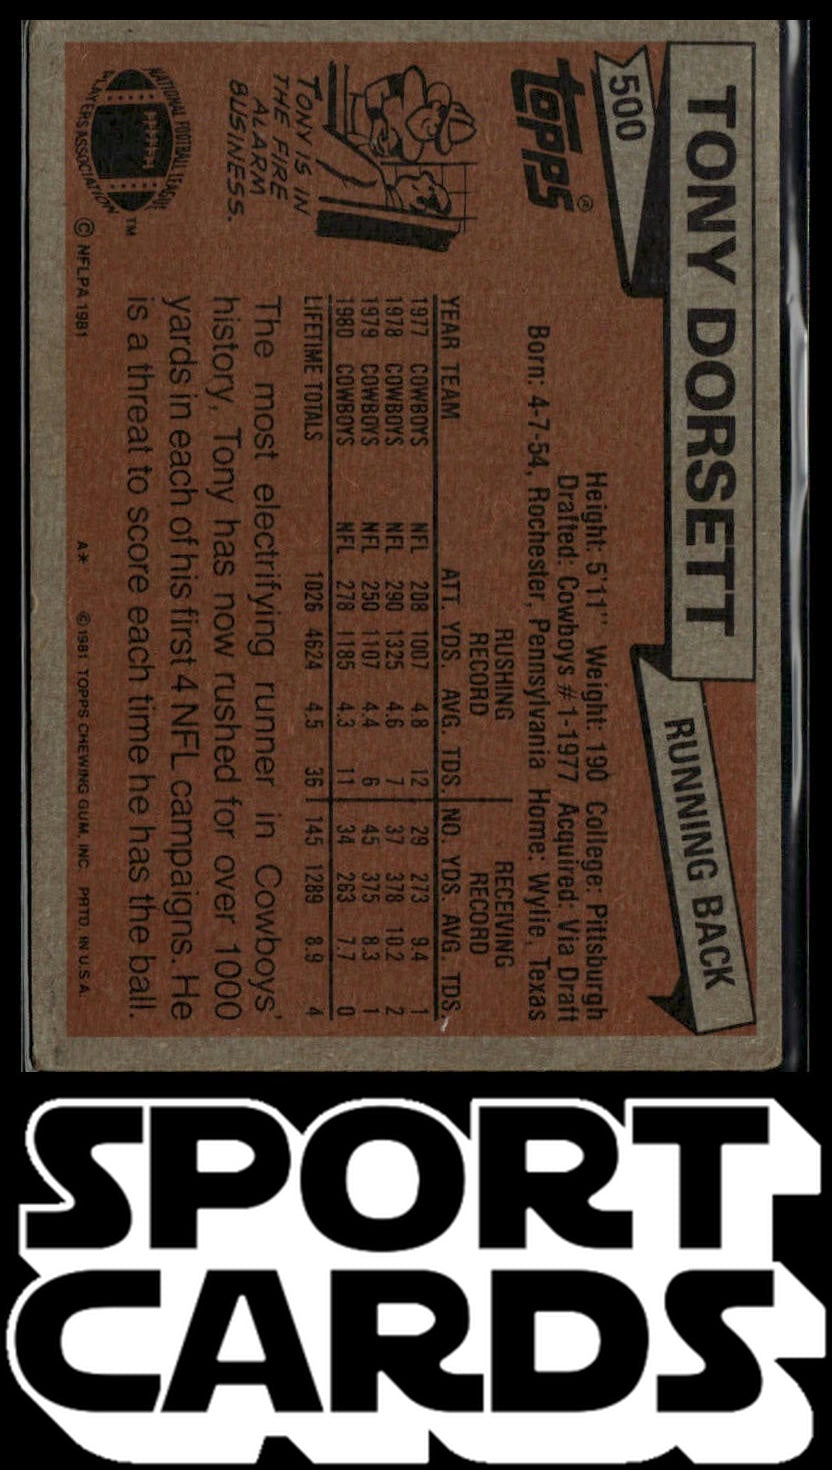 TONY DORSETT
500
RUNNING BACK
topps®
Height: 5'11" Weight: 190 College: Pittsburgh
Drafted: Cowboys #1-1977 Acquired: Via Draft
Born: 4-7-54, Rochester, Pennsylvania Home: Wylie, Texas
RUSHING RECORD RECEIVING RECORD
YEAR TEAM ATT. YDS. AVG. TDS. NO. YDS. AVG. TDS.
1977 COWBOYS NFL 208 1007 4.8 12 29 273 9.4 1
1978 COWBOYS NFL 290 1325 4.6 7 37 378 10.2 2
1979 COWBOYS NFL 250 1107 4.4 6 45 375 8.3 1
1980 COWBOYS NFL 278 1185 4.3 11 34 263 7.7 0
LIFETIME TOTALS 1026 4624 4.5 36 145 1289 8.9 4
TONY IS IN
THE FIRE
ALARM
BUSINESS.
The most electrifying runner in Cowboys'
history, Tony has now rushed for over 1000
yards in each of his first 4 NFL campaigns. He
is a threat to score each time he has the ball.
NATIONAL FOOTBALL LEAGUE
PLAYERS ASSOCIATION
™
© NFLPA 1981
A* ©1981 TOPPS CHEWING GUM, INC. PRTD. IN U.S.A.
SPORT
CARDS